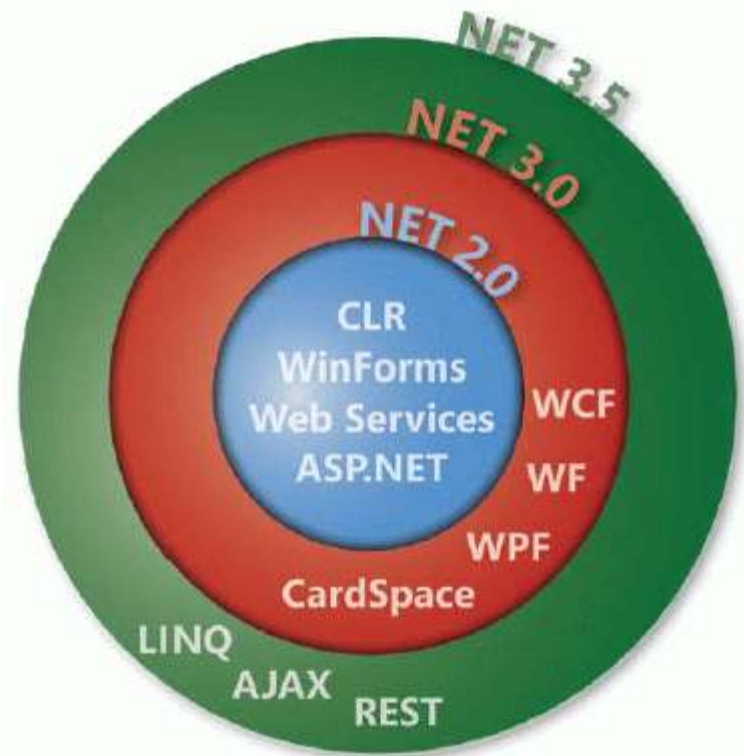 NET 3.5
NET 3.0
NET 2.0
CLR
WinForms
Web Services
ASP.NET
WCF
WF
WPF
CardSpace
LINQ
AJAX
REST